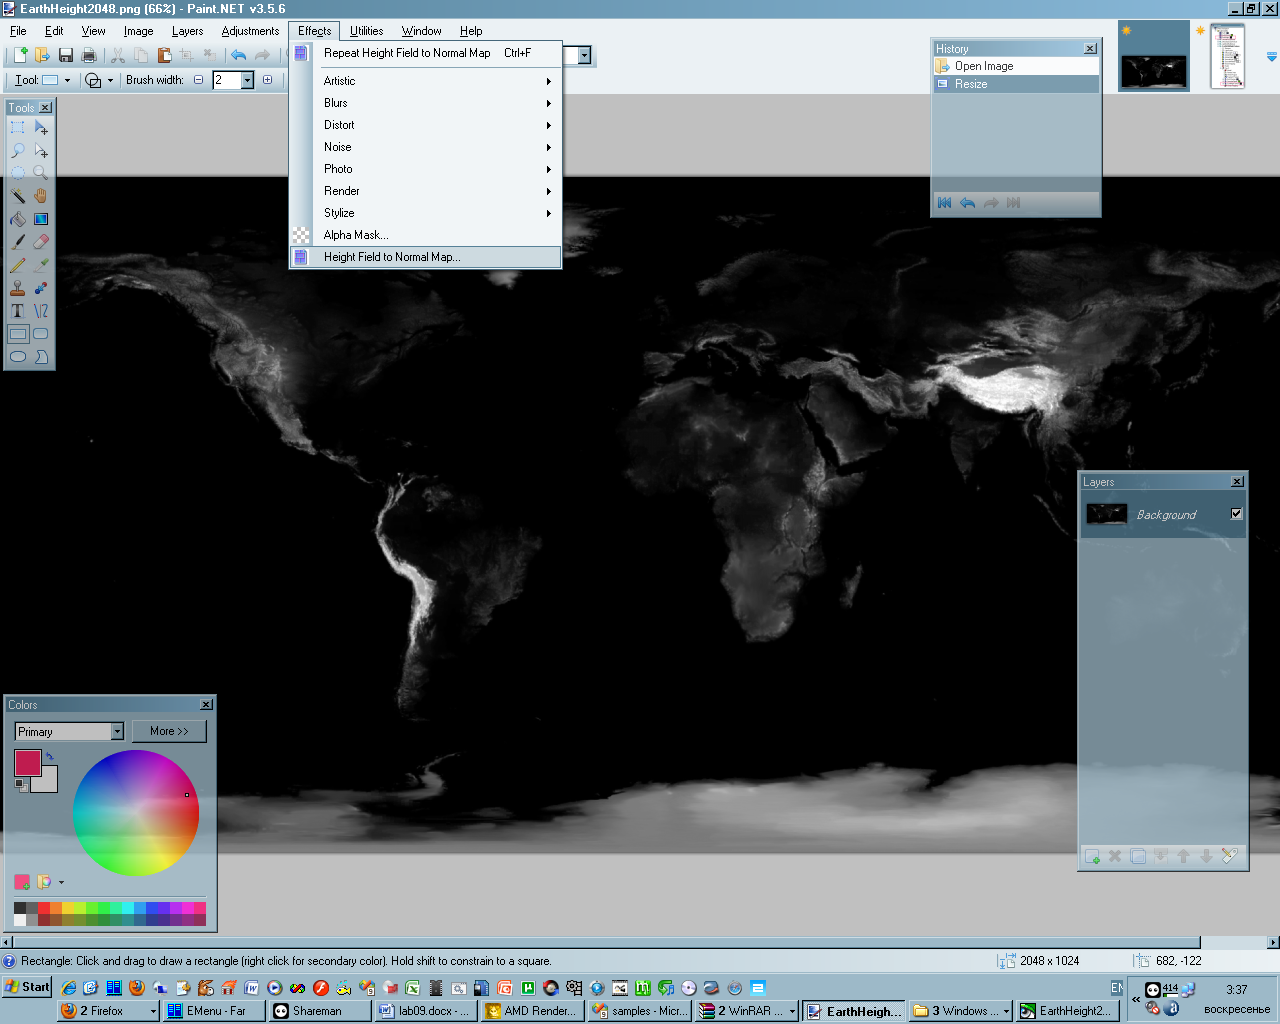 EarthHeight2048.png (66%) - Paint.NET v3.5.6
File Edit View Image Layers Adjustments Effects Utilities Window Help
Tool: Brush width: 2
Repeat Height Field to Normal Map Ctrl+F
Artistic
Blurs
Distort
Noise
Photo
Render
Stylize
Alpha Mask...
Height Field to Normal Map...
History
Open Image
Resize
Tools
Layers
Background
Colors
Primary
More >>
Rectangle: Click and drag to draw a rectangle (right click for secondary color). Hold shift to constrain to a square.
2048 x 1024
682, -122
Start
EN
414
3:37
воскресенье
2 Firefox
EMenu - Far
Shareman
lab09.docx - ...
AMD Render...
samples - Micr...
2 WinRAR ...
EarthHeigh...
3 Windows ...
EarthHeight2...